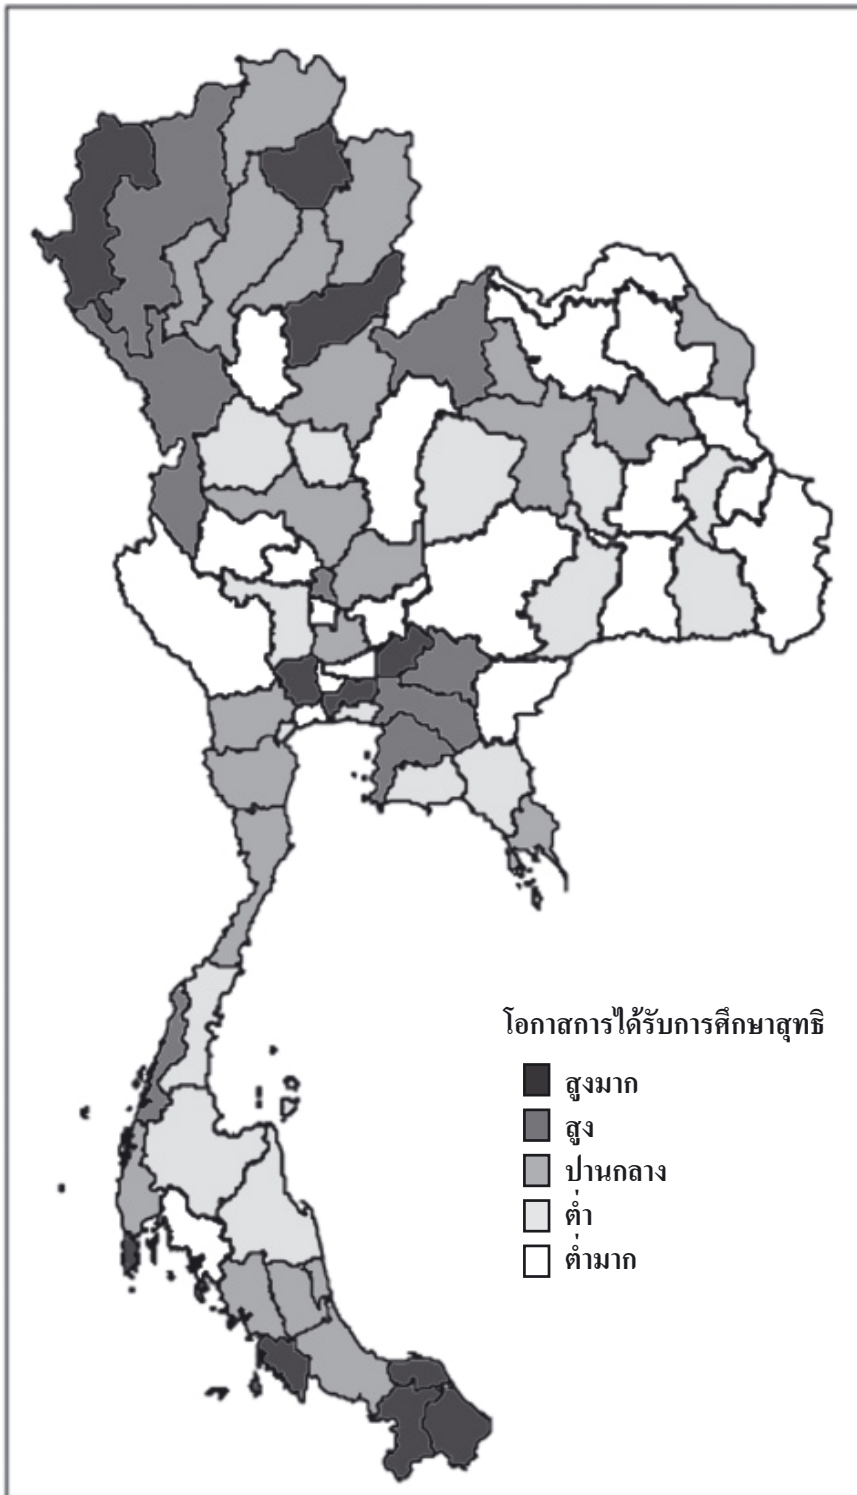 โอกาสการได้รับการศึกษาสุทธิ
สูงมาก
สูง
ปานกลาง
ต่ำ
ต่ำมาก